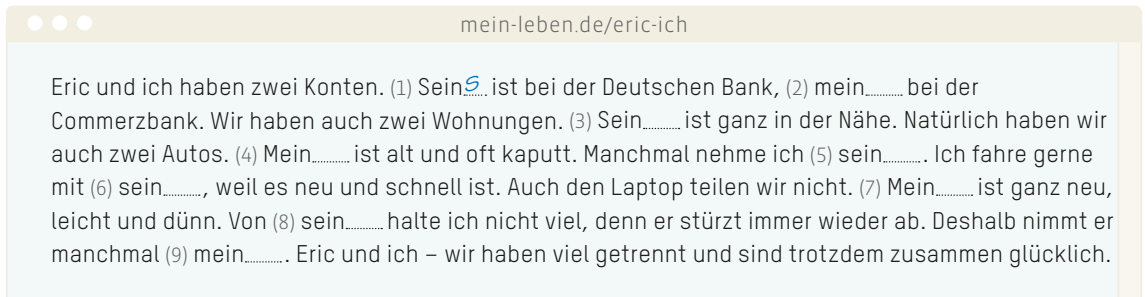 mein-leben.de/eric-ich
Eric und ich haben zwei Konten. (1) Seins ist bei der Deutschen Bank, (2) mein........ bei der
Commerzbank. Wir haben auch zwei Wohnungen. (3) Sein........ ist ganz in der Nähe. Natürlich haben wir
auch zwei Autos. (4) Mein........ ist alt und oft kaputt. Manchmal nehme ich (5) sein......... Ich fahre gerne
mit (6) sein........, weil es neu und schnell ist. Auch den Laptop teilen wir nicht. (7) Mein........ ist ganz neu,
leicht und dünn. Von (8) sein........ halte ich nicht viel, denn er stürzt immer wieder ab. Deshalb nimmt er
manchmal (9) mein......... Eric und ich – wir haben viel getrennt und sind trotzdem zusammen glücklich.